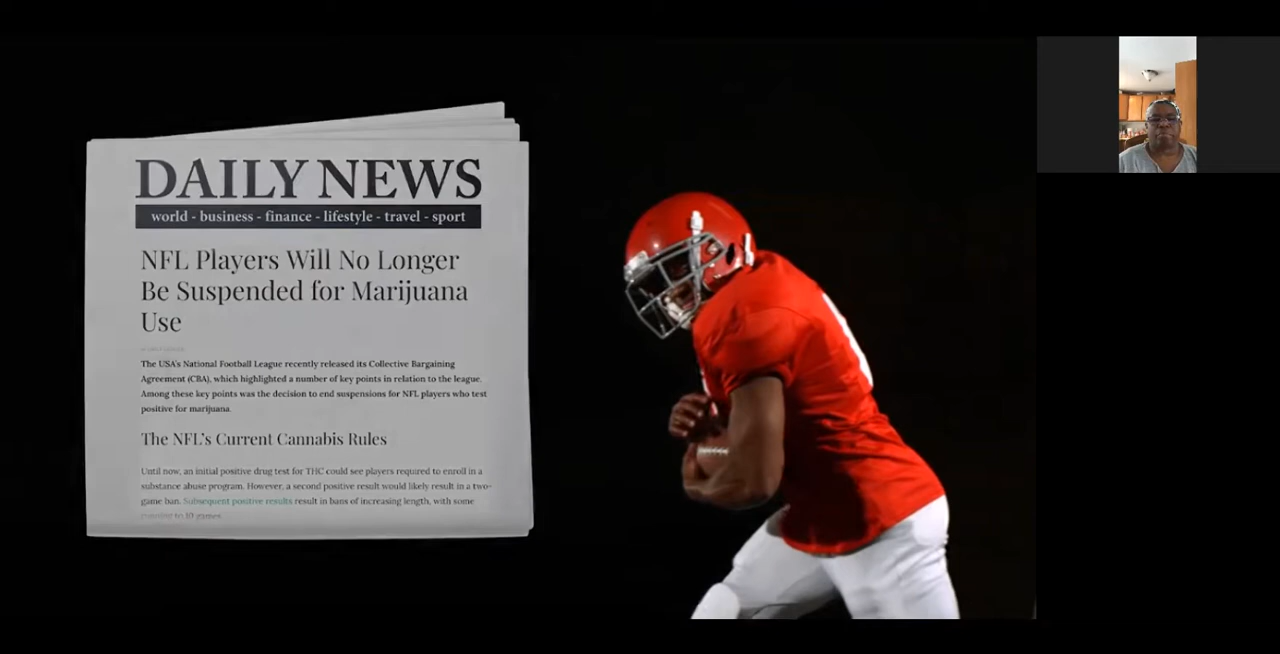 DAILY NEWS
world - business - finance - lifestyle - travel - sport
NFL Players Will No Longer
Be Suspended for Marijuana
Use
The USA's National Football League recently released its Collective Bargaining
Agreement (CBA), which highlighted a number of key points in relation to the league.
Among these key points was the decision to end suspensions for NFL players who test
positive for marijuana.
The NFL's Current Cannabis Rules
Until now, an initial positive drug test for THC could see players required to enroll in a
substance abuse program. However, a second positive result would likely result in a two-
game ban. Subsequent positive results result in bans of increasing length, with some
to 10 games